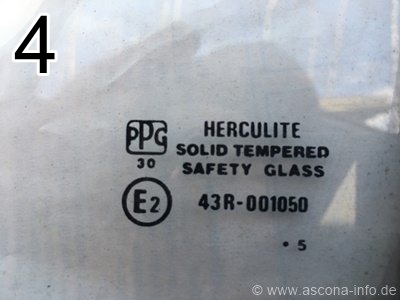 4
PPG HERCULITE
30 SOLID TEMPERED
SAFETY GLASS
E2 43R-001050
• 5
© www.ascona-info.de